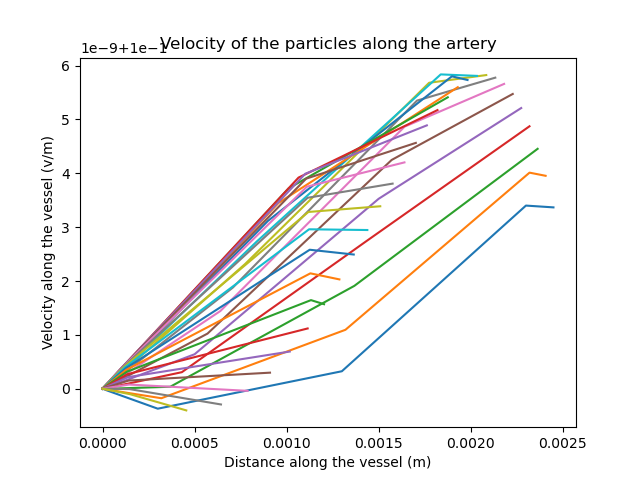 Velocity of the particles along the artery
1e−9+1e−1
6
5
4
3
2
1
0
Velocity along the vessel (v/m)
0.0000 0.0005 0.0010 0.0015 0.0020 0.0025
Distance along the vessel (m)